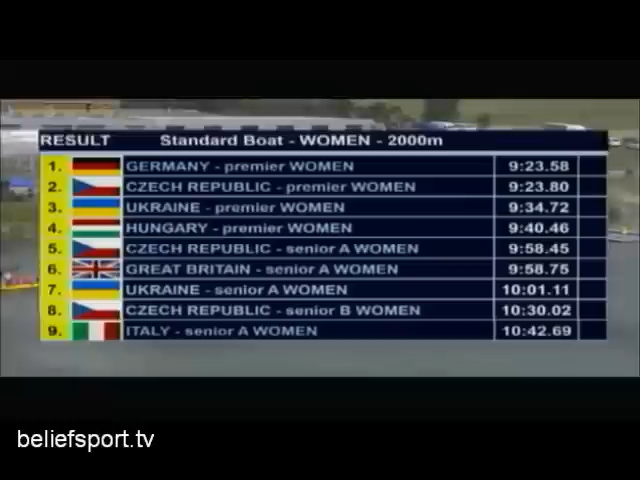 RESULT Standard Boat - WOMEN - 2000m
1. GERMANY - premier WOMEN 9:23.58
2. CZECH REPUBLIC - premier WOMEN 9:23.80
3. UKRAINE - premier WOMEN 9:34.72
4. HUNGARY - premier WOMEN 9:40.46
5. CZECH REPUBLIC - senior A WOMEN 9:58.45
6. GREAT BRITAIN - senior A WOMEN 9:58.75
7. UKRAINE - senior A WOMEN 10:01.11
8. CZECH REPUBLIC - senior B WOMEN 10:30.02
9. ITALY - senior A WOMEN 10:42.69
beliefsport.tv